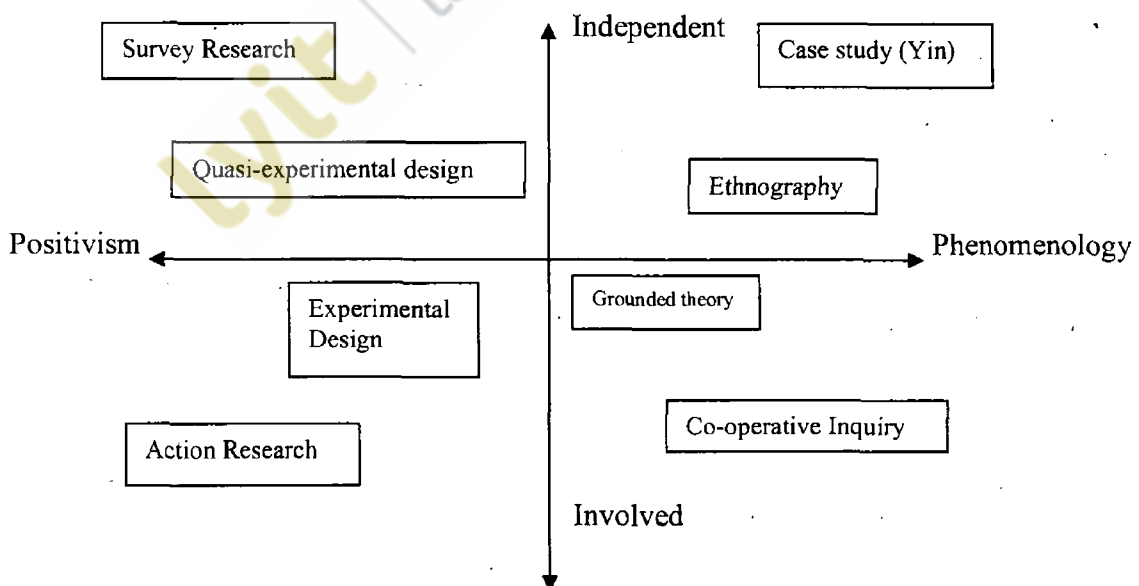 Independent
Survey Research
Case study (Yin)
lyit
Quasi-experimental design
Ethnography
Positivism
Phenomenology
Experimental
Design
Grounded theory
Action Research
Co-operative Inquiry
Involved